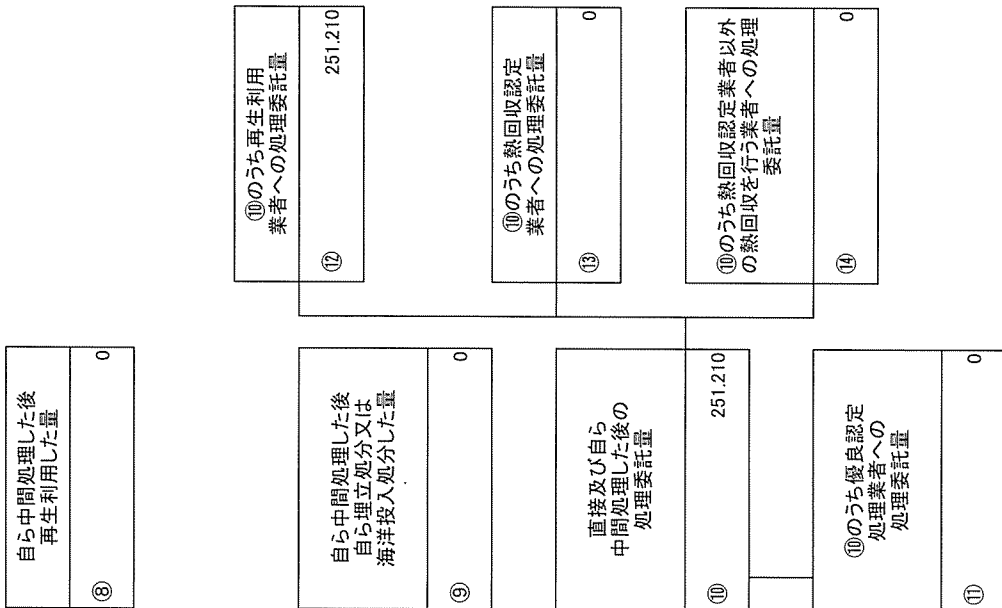 自ら中間処理した後
再生利用した量
⑧ 0
自ら中間処理した後
自ら埋立処分又は
海洋投入処分した量
⑨ 0
直接及び自ら
中間処理した後の
処理委託量
⑩ 251.210
⑩のうち優良認定
処理業者への
処理委託量
⑪ 0
⑩のうち再生利用
業者への処理委託量
⑫ 251.210
⑩のうち熱回収認定
業者への処理委託量
⑬ 0
⑩のうち熱回収認定業者以外
の熱回収を行う業者への処理
委託量
⑭ 0